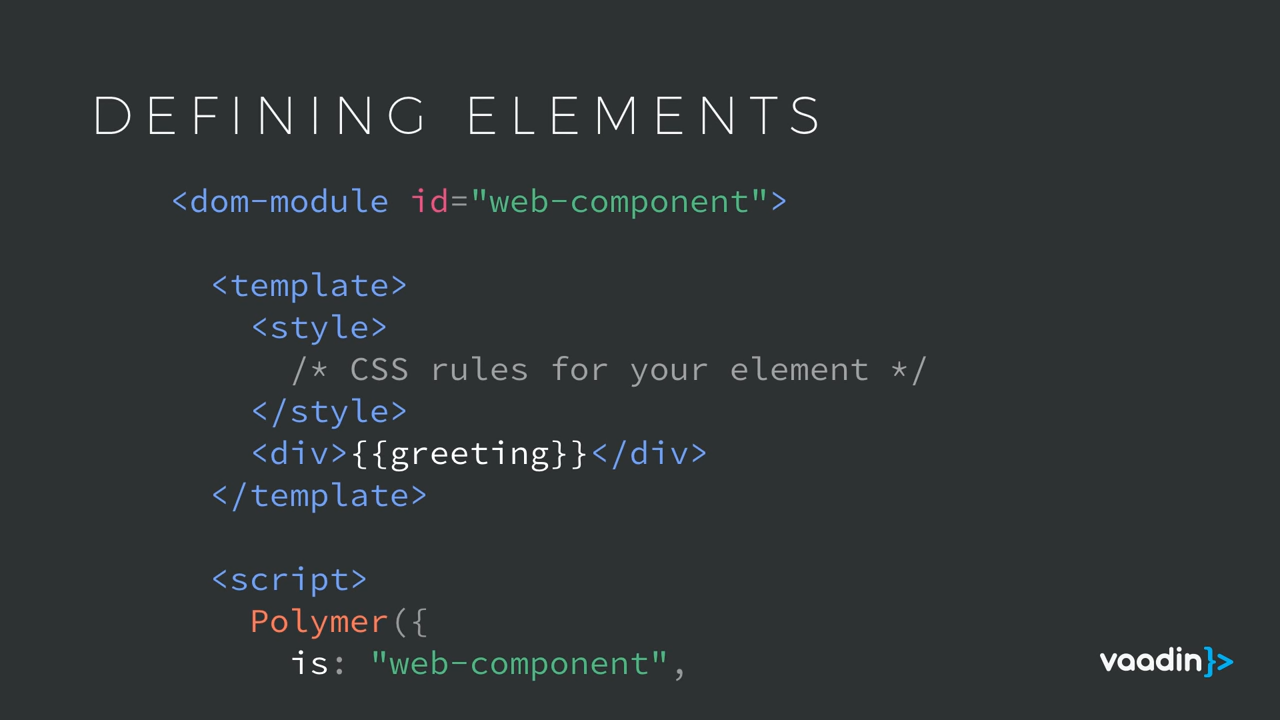 DEFINING ELEMENTS
<dom-module id="web-component">
<template>
<style>
/* CSS rules for your element */
</style>
<div>{{greeting}}</div>
</template>
<script>
Polymer({
is: "web-component",
vaadin}>